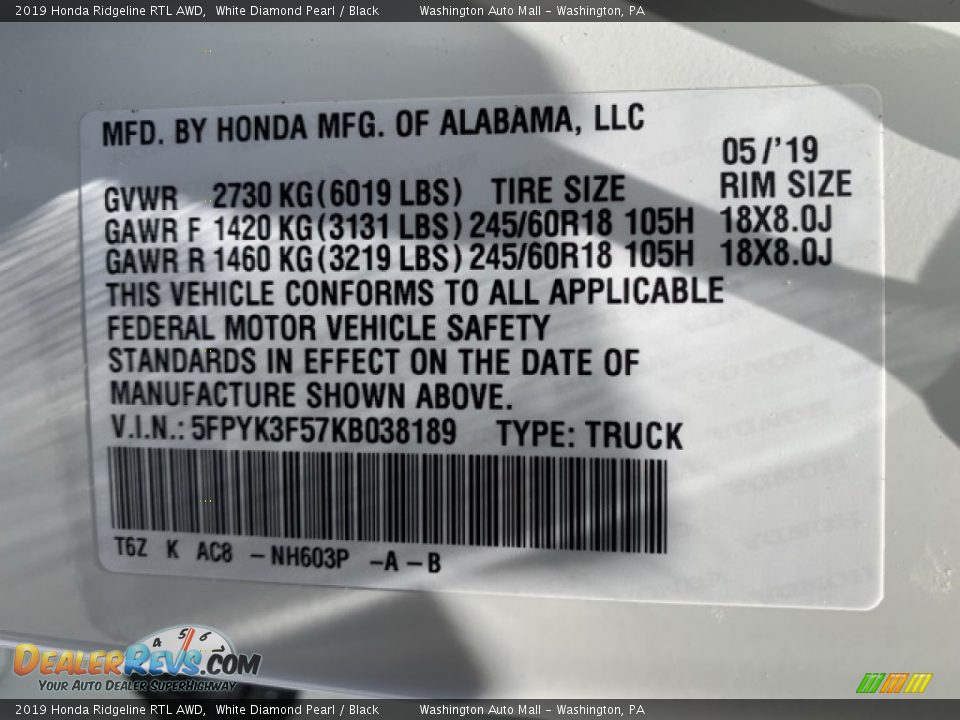 2019 Honda Ridgeline RTL AWD, White Diamond Pearl / Black Washington Auto Mall - Washington, PA
MFD. BY HONDA MFG. OF ALABAMA, LLC
05/'19
GVWR 2730 KG(6019 LBS) TIRE SIZE RIM SIZE
GAWR F 1420 KG(3131 LBS) 245/60R18 105H 18X8.0J
GAWR R 1460 KG(3219 LBS) 245/60R18 105H 18X8.0J
THIS VEHICLE CONFORMS TO ALL APPLICABLE
FEDERAL MOTOR VEHICLE SAFETY
STANDARDS IN EFFECT ON THE DATE OF
MANUFACTURE SHOWN ABOVE.
V.I.N.: 5FPYK3F57KB038189 TYPE: TRUCK
T6Z K AC8 -NH603P -A-B
4 5 6 7
DEALERREVS.COM
YOUR AUTO DEALER SUPERHIGHWAY
2019 Honda Ridgeline RTL AWD, White Diamond Pearl / Black Washington Auto Mall - Washington, PA